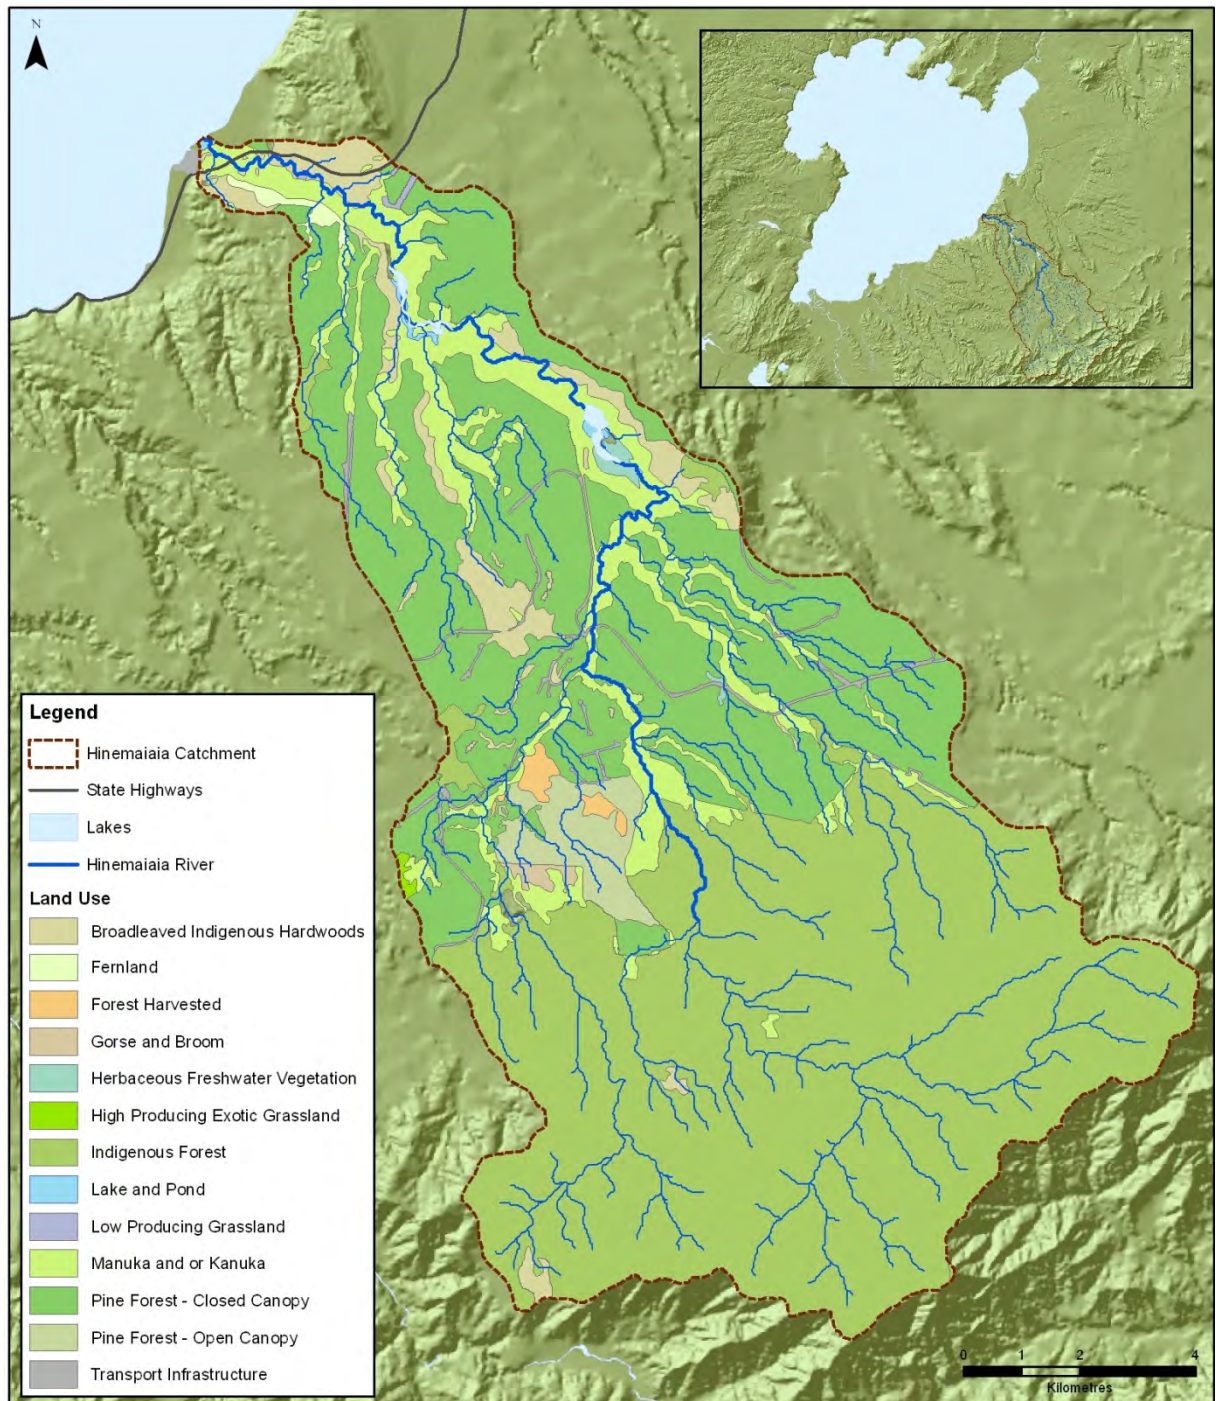 N
Legend
Hinemaiaia Catchment
State Highways
Lakes
Hinemaiaia River
Land Use
Broadleaved Indigenous Hardwoods
Fernland
Forest Harvested
Gorse and Broom
Herbaceous Freshwater Vegetation
High Producing Exotic Grassland
Indigenous Forest
Lake and Pond
Low Producing Grassland
Manuka and or Kanuka
Pine Forest - Closed Canopy
Pine Forest - Open Canopy
Transport Infrastructure
0 1 2 4
Kilometres